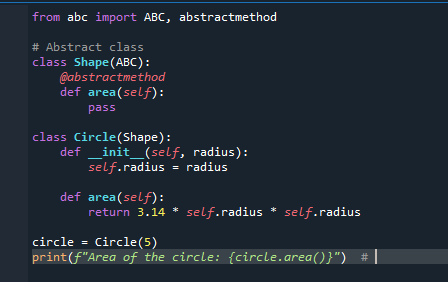 from abc import ABC, abstractmethod

# Abstract class
class Shape(ABC):
    @abstractmethod
    def area(self):
        pass

class Circle(Shape):
    def __init__(self, radius):
        self.radius = radius

    def area(self):
        return 3.14 * self.radius * self.radius

circle = Circle(5)
print(f"Area of the circle: {circle.area()}")  #